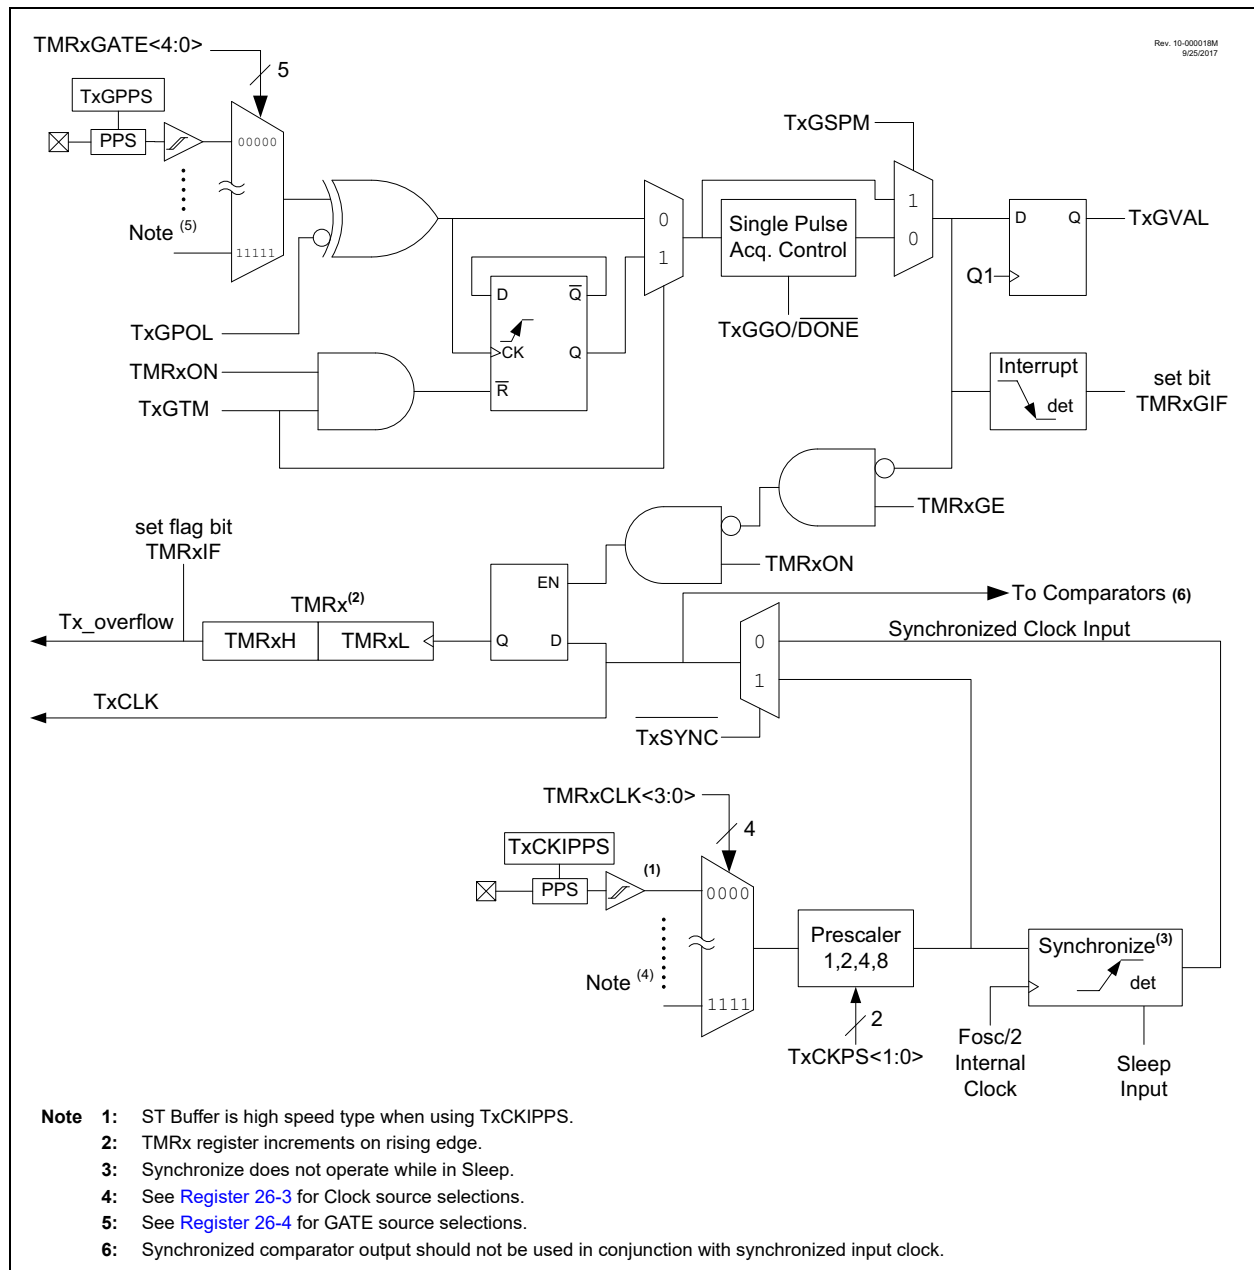 TMRxGATE<4:0>
Rev. 10-000018M
9/25/2017
5
TxGPPS
PPS
00000
TxGSPM
Note (5)
11111
0
1
Single Pulse
Acq. Control
1
0
D Q
TxGVAL
Q1
TxGPOL
D Q
CK Q
R
TxGGO/DONE
TMRxON
TxGTM
Interrupt
det
set bit
TMRxGIF
TMRxGE
set flag bit
TMRxIF
TMRxON
EN
Q D
TMRx(2)
Tx_overflow
TMRxH TMRxL
To Comparators (6)
Synchronized Clock Input
0
1
TxCLK
TxSYNC
TMRxCLK<3:0>
4
TxCKIPPS
PPS
(1)
0000
Note (4)
1111
Prescaler
1,2,4,8
2
TxCKPS<1:0>
Synchronize(3)
det
Fosc/2
Internal
Clock
Sleep
Input
Note 1: ST Buffer is high speed type when using TxCKIPPS.
2: TMRx register increments on rising edge.
3: Synchronize does not operate while in Sleep.
4: See Register 26-3 for Clock source selections.
5: See Register 26-4 for GATE source selections.
6: Synchronized comparator output should not be used in conjunction with synchronized input clock.